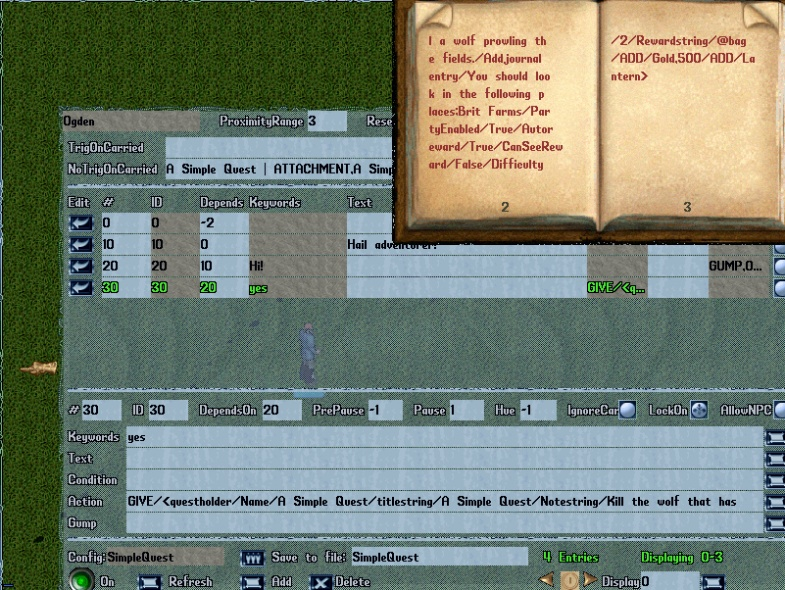 l a wolf prowling th
e fields./Addjournal
entry/You should loo
k in the following p
laces:Brit Farms/Par
tyEnabled/True/Autor
eward/True/CanSeeRew
ard/False/Difficulty
2
/2/Rewardstring/@bag
/ADD/Gold,500/ADD/La
ntern>
3
Ogden ProximityRange 3 Rese
TrigOnCarried
NoTrigOnCarried A Simple Quest | ATTACHMENT,A Simp
Edit # ID Depends Keywords Text
0 0 -2
10 10 0 Hail adventurer!
20 20 10 Hi! GUMP,0...
30 30 20 yes GIVE/<q...
# 30 ID 30 DependsOn 20 PrePause -1 Pause 1 Hue -1 IgnoreCar LockOn AllowNPC
Keywords yes
Text
Condition
Action GIVE/<questholder/Name/A Simple Quest/titlestring/A Simple Quest/Notestring/Kill the wolf that has
Gump
Config: SimpleQuest Save to file: SimpleQuest 4 Entries Displaying 0-3
On Refresh Add Delete Display 0